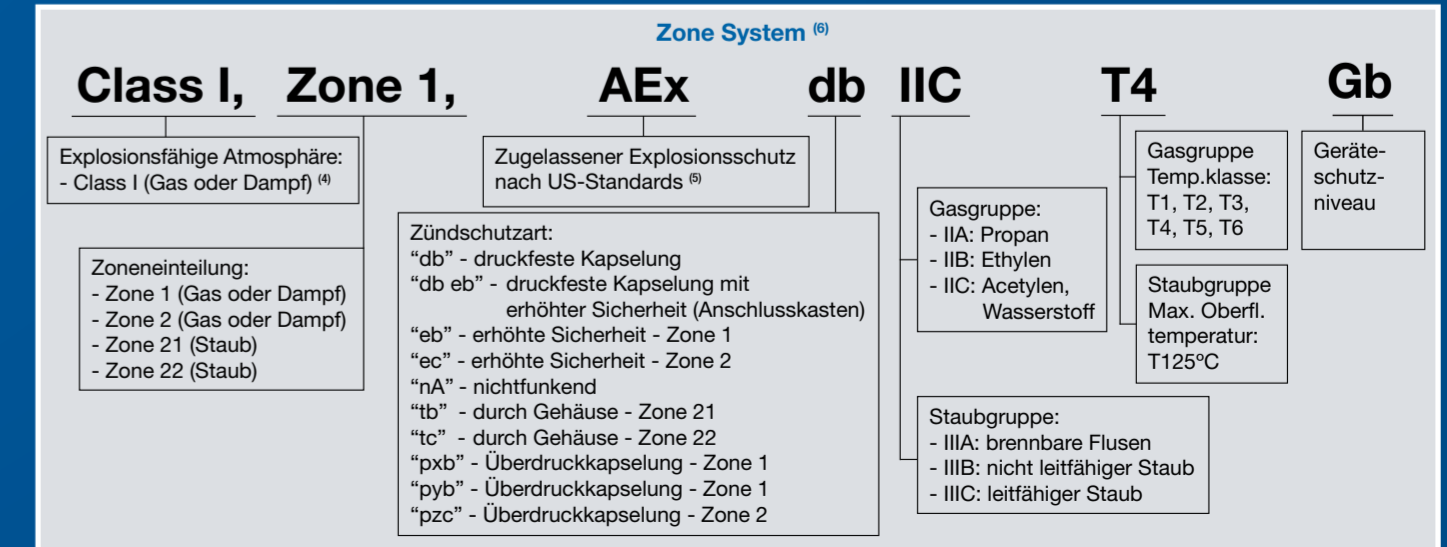 Zone System (6)
Class I, Zone 1, AEx db IIC T4 Gb
Explosionsfähige Atmosphäre:
- Class I (Gas oder Dampf) (4)
Zoneneinteilung:
- Zone 1 (Gas oder Dampf)
- Zone 2 (Gas oder Dampf)
- Zone 21 (Staub)
- Zone 22 (Staub)
Zugelassener Explosionsschutz
nach US-Standards (5)
Zündschutzart:
“db” - druckfeste Kapselung
“db eb” - druckfeste Kapselung mit
erhöhter Sicherheit (Anschlusskasten)
“eb” - erhöhte Sicherheit - Zone 1
“ec” - erhöhte Sicherheit - Zone 2
“nA” - nichtfunkend
“tb” - durch Gehäuse - Zone 21
“tc” - durch Gehäuse - Zone 22
“pxb” - Überdruckkapselung - Zone 1
“pyb” - Überdruckkapselung - Zone 1
“pzc” - Überdruckkapselung - Zone 2
Gasgruppe:
- IIA: Propan
- IIB: Ethylen
- IIC: Acetylen,
Wasserstoff
Staubgruppe:
- IIIA: brennbare Flusen
- IIIB: nicht leitfähiger Staub
- IIIC: leitfähiger Staub
Gasgruppe
Temp.klasse:
T1, T2, T3,
T4, T5, T6
Staubgruppe
Max. Oberfl.
temperatur:
T125ºC
Geräte-
schutz-
niveau